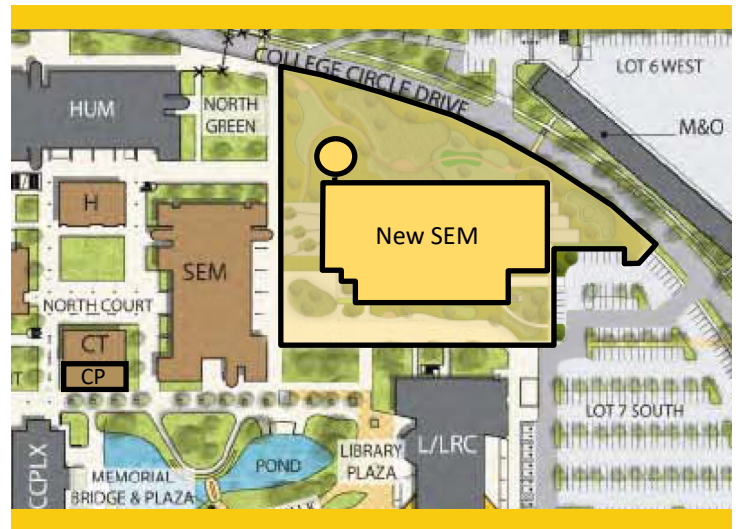 COLLEGE CIRCLE DRIVE
LOT 6 WEST
HUM
NORTH
GREEN
M&O
H
New SEM
SEM
NORTH COURT
CT
CP
LOT 7 SOUTH
CCPLX
MEMORIAL
BRIDGE & PLAZA
POND
LIBRARY
PLAZA
L/LRC